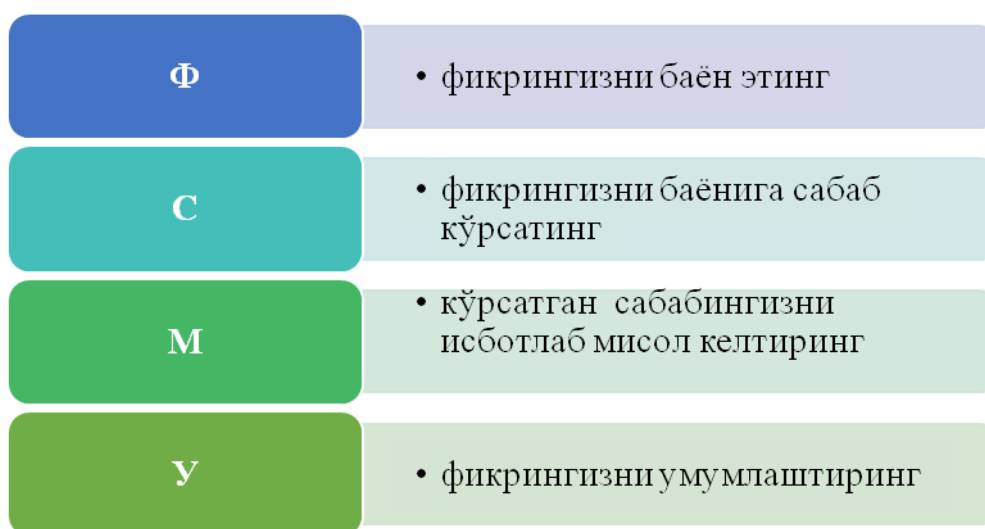 Ф
• фикрингизни баён этинг
С
• фикрингизни баёнига сабаб
кўрсатинг
М
• кўрсатган сабабингизни
исботлаб мисол келтиринг
У
• фикрингизни умумлаштиринг